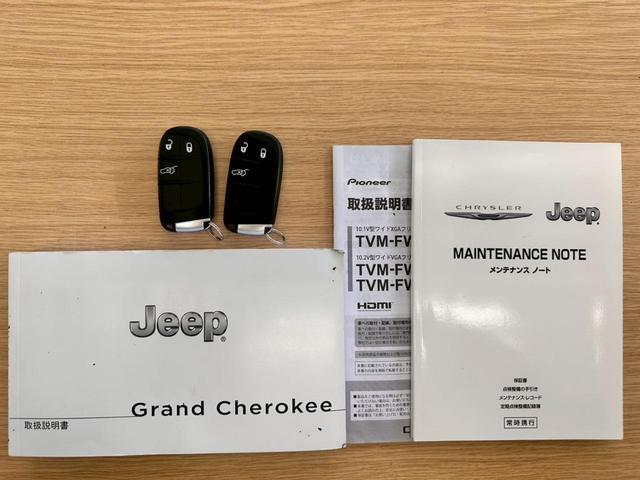 Jeep
Grand Cherokee
取扱説明書
Pioneer
取扱説明書
10.1V型ワイドXGAフリ
TVM-FW
10.2V型ワイドVGAフリ
TVM-FW
TVM-FW
HDMI
CHRYSLER
Jeep
MAINTENANCE NOTE
メンテナンス ノート
保証書
点検整備の手引き
メンテナンス・レコード
定期点検整備記録簿
常時携行